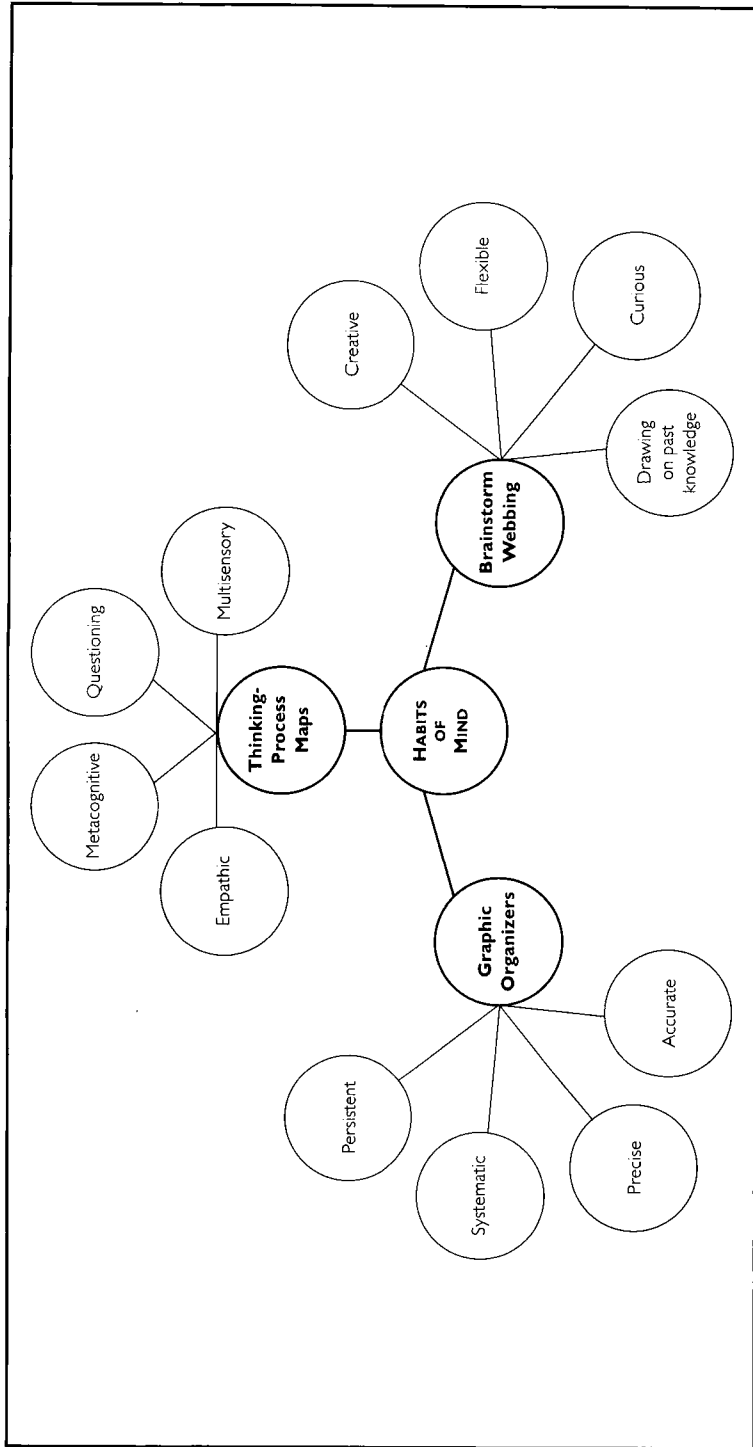 Metacognitive
Questioning
Empathic
Multisensory
Thinking-
Process
Maps
HABITS
OF
MIND
Graphic
Organizers
Persistent
Systematic
Precise
Accurate
Brainstorm
Webbing
Creative
Flexible
Curious
Drawing
on past
knowledge